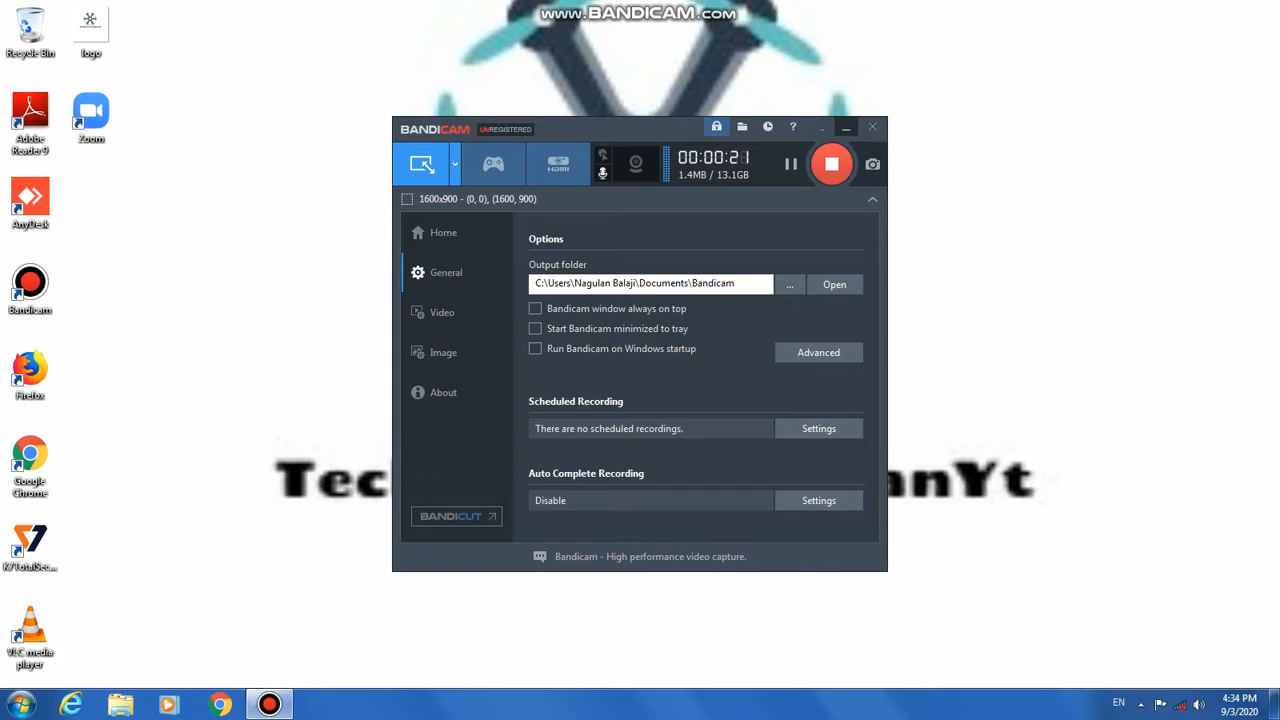 www.BANDICAM.com
Recycle Bin
logo
Adobe
Reader 9
Zoom
AnyDesk
Bandicam
Firefox
Google
Chrome
K7TotalSec...
VLC media
player
BANDICAM UNREGISTERED
00:00:21
1.4MB / 13.1GB
HDMI
1600x900 - (0, 0), (1600, 900)
Home
General
Video
Image
About
BANDICUT
Options
Output folder
C:\Users\Nagulan Balaji\Documents\Bandicam
...
Open
Bandicam window always on top
Start Bandicam minimized to tray
Run Bandicam on Windows startup
Advanced
Scheduled Recording
There are no scheduled recordings.
Settings
Auto Complete Recording
Disable
Settings
Bandicam - High performance video capture.
EN
4:34 PM
9/3/2020